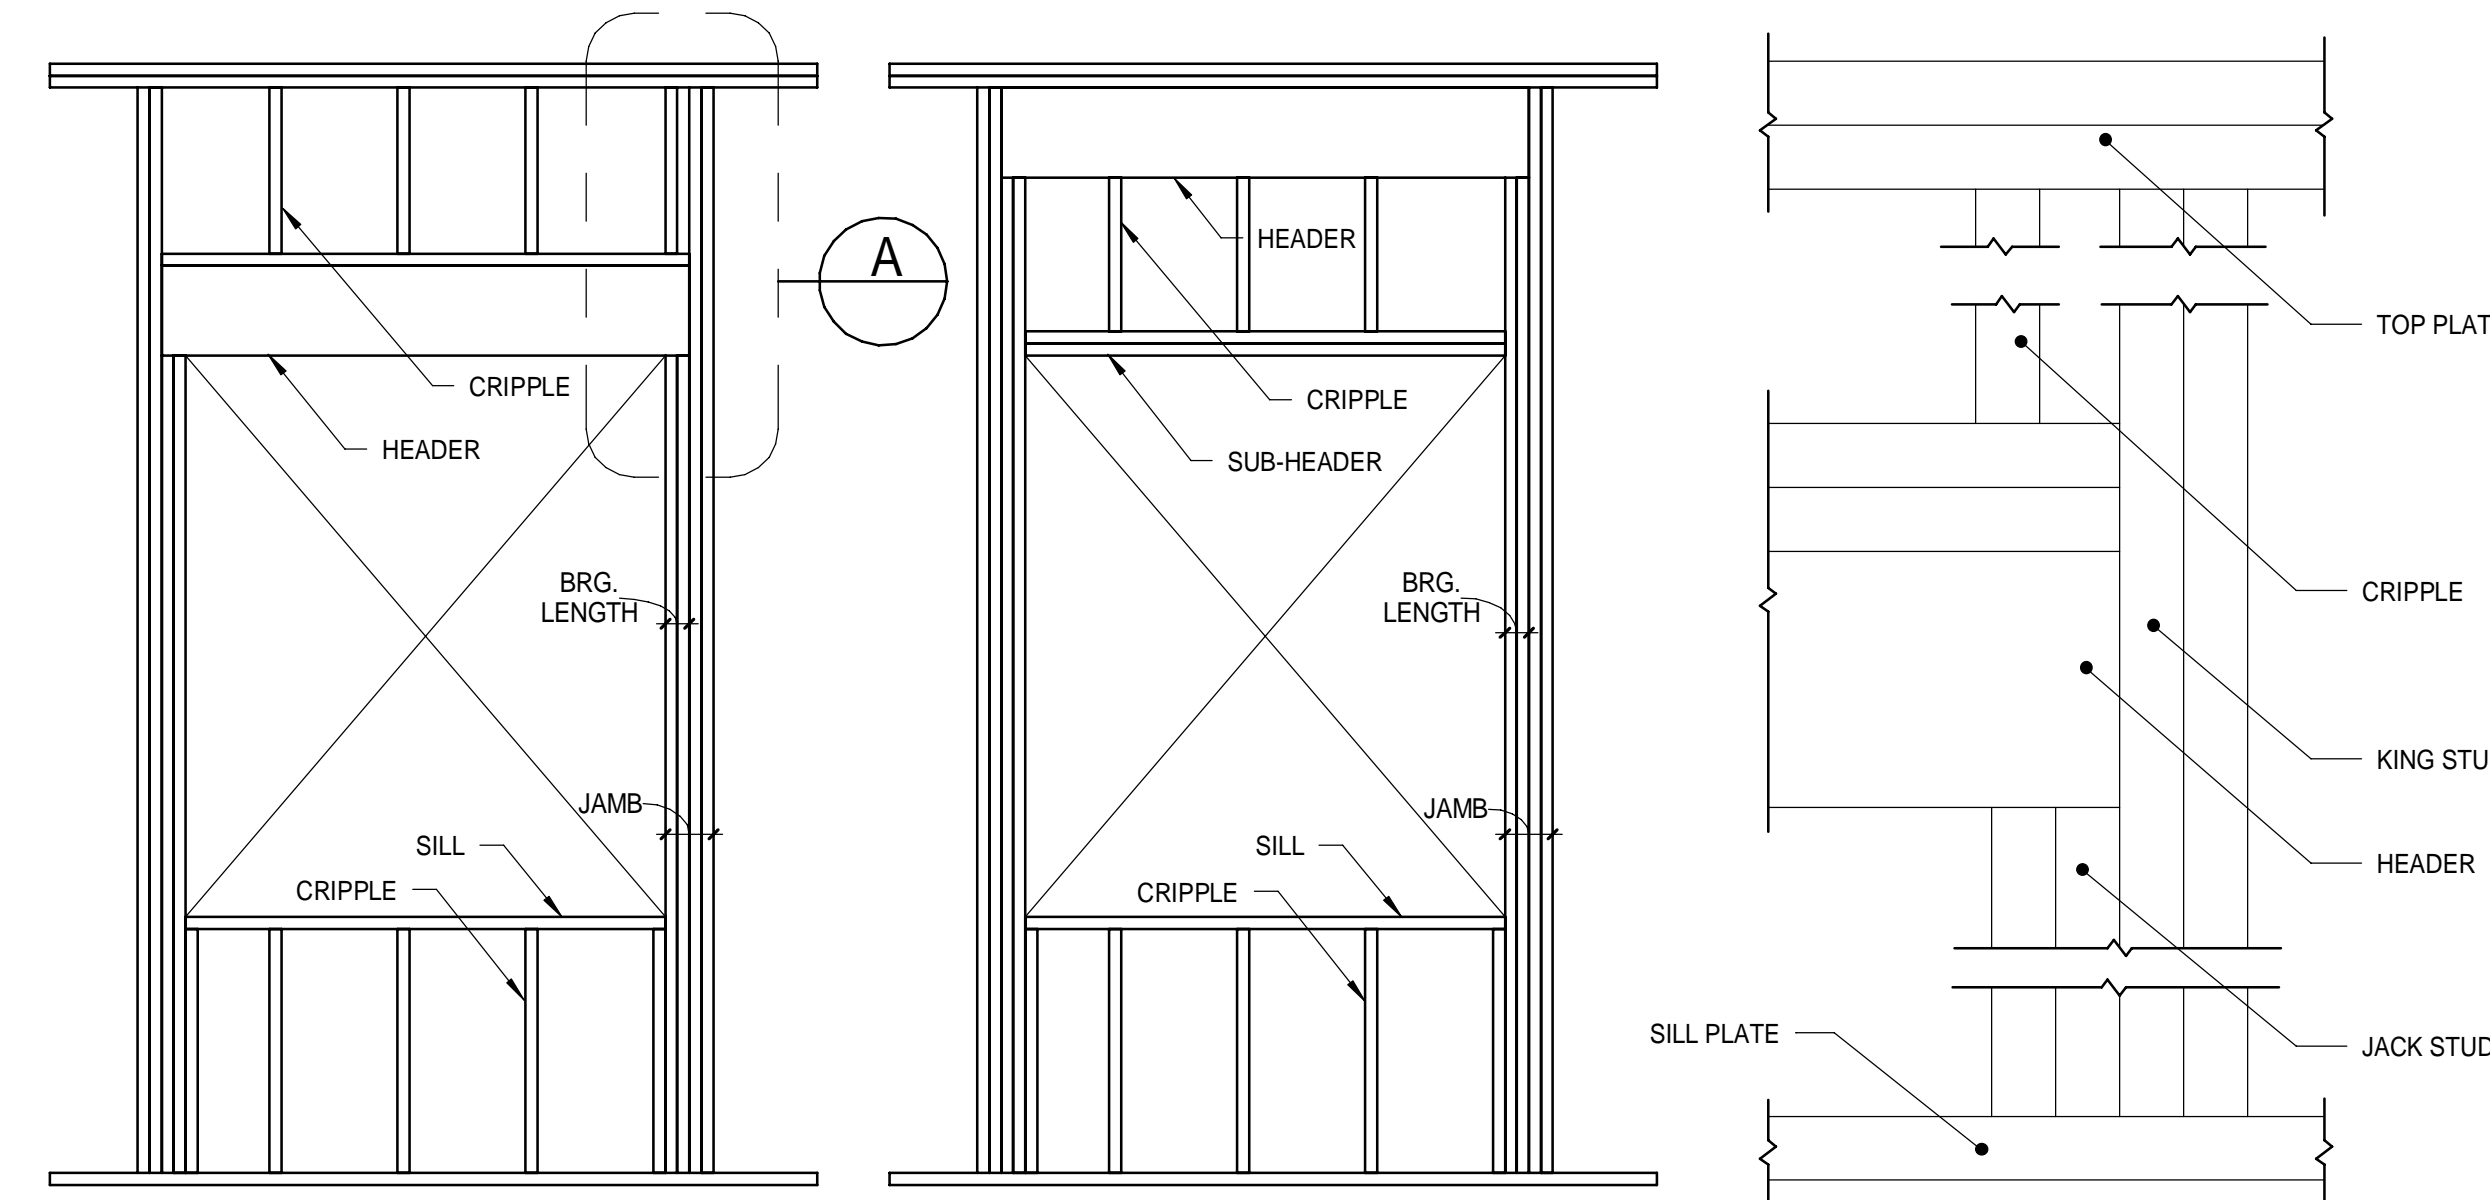 CRIPPLE
HEADER
BRG.
LENGTH
JAMB
SILL
CRIPPLE
A
HEADER
CRIPPLE
SUB-HEADER
BRG.
LENGTH
JAMB
SILL
CRIPPLE
TOP PLAT
CRIPPLE
KING STU
HEADER
JACK STUD
SILL PLATE